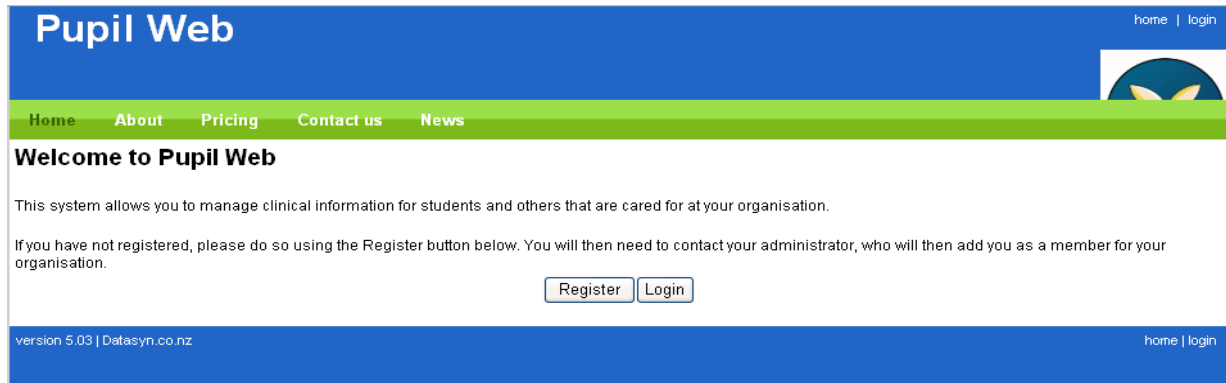 Pupil Web
home | login
Home About Pricing Contact us News
Welcome to Pupil Web
This system allows you to manage clinical information for students and others that are cared for at your organisation.
If you have not registered, please do so using the Register button below. You will then need to contact your administrator, who will then add you as a member for your
organisation.
Register Login
version 5.03 | Datasyn.co.nz home | login